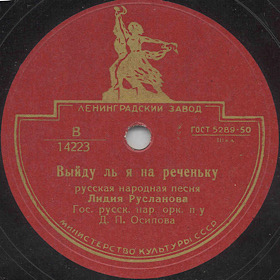 ЛЕНИНГРАДСКИЙ ЗАВОД
В
14223
ГОСТ 5289-50
Выйду ль я на реченьку
русская народная песня
Лидия Русланова
Гос. русск. нар. орк. п/у
Д. П. Осипова
МИНИСТЕРСТВО КУЛЬТУРЫ СССР